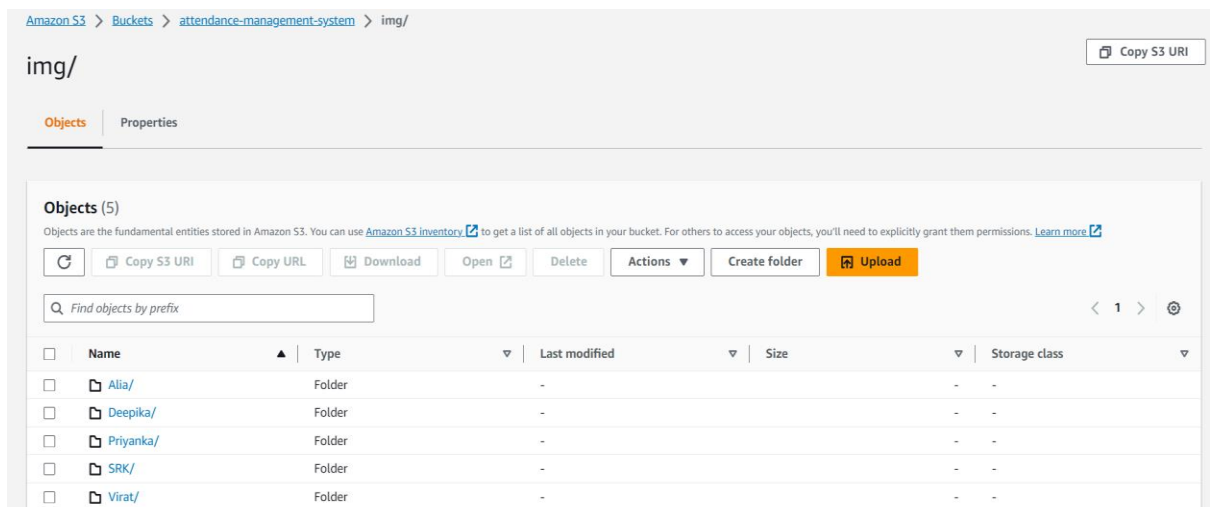 Amazon S3 > Buckets > attendance-management-system > img/
img/
Copy S3 URI
Objects Properties
Objects (5)
Objects are the fundamental entities stored in Amazon S3. You can use Amazon S3 inventory to get a list of all objects in your bucket. For others to access your objects, you'll need to explicitly grant them permissions. Learn more
Copy S3 URI Copy URL Download Open Delete Actions Create folder Upload
Find objects by prefix < 1 >
Name Type Last modified Size Storage class
Alia/ Folder - - -
Deepika/ Folder - - -
Priyanka/ Folder - - -
SRK/ Folder - - -
Virat/ Folder - - -